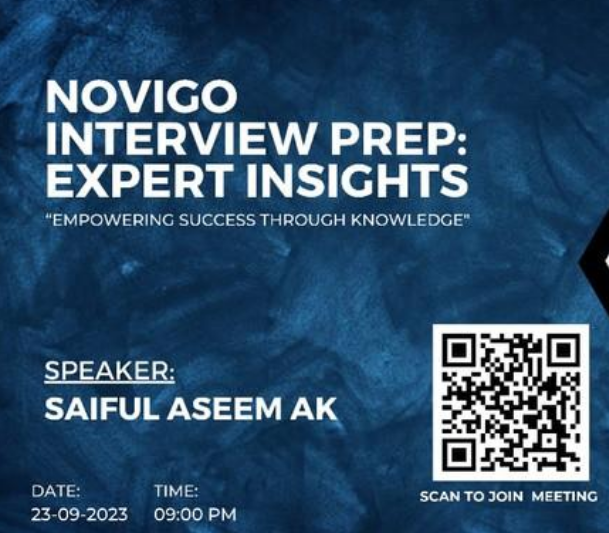 NOVIGO
INTERVIEW PREP:
EXPERT INSIGHTS
"EMPOWERING SUCCESS THROUGH KNOWLEDGE"
SPEAKER:
SAIFUL ASEEM AK
SCAN TO JOIN  MEETING
DATE:
TIME:
23-09-2023
09:00 PM